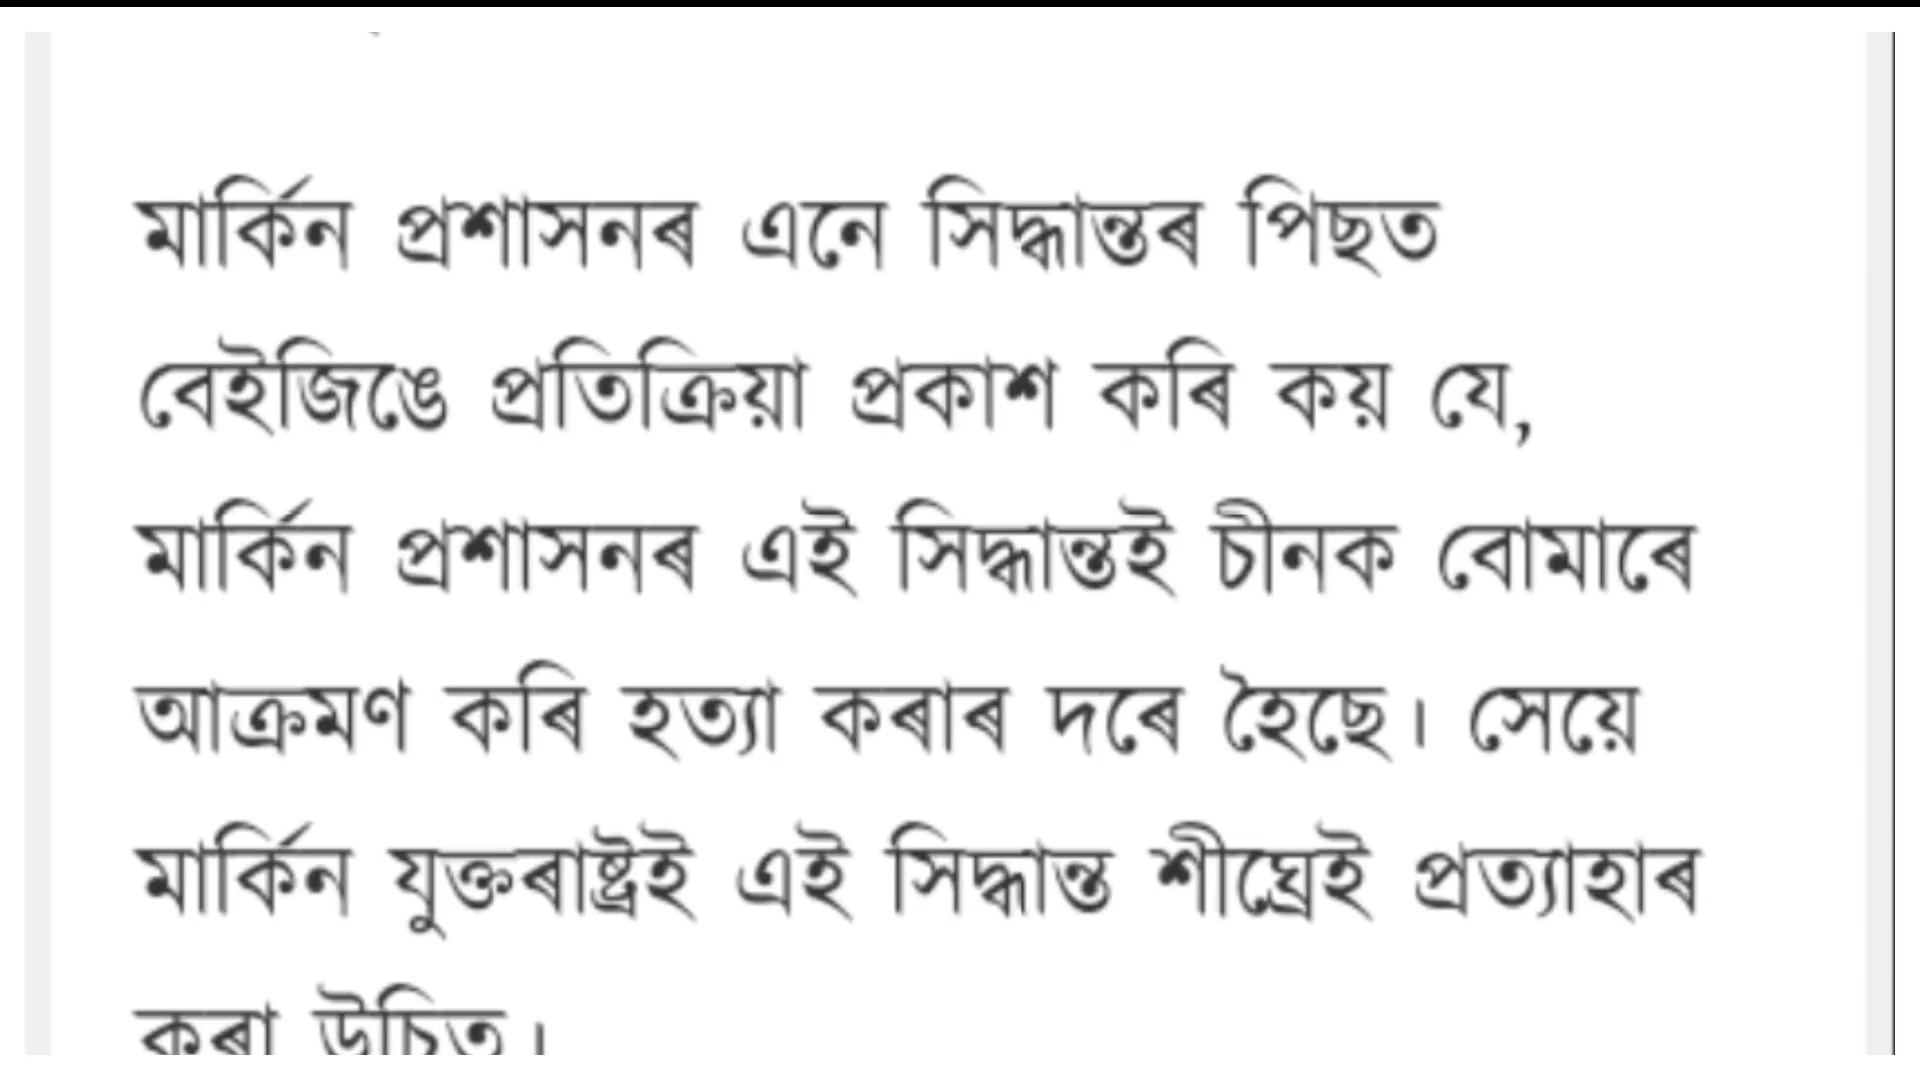 মাৰ্কিন প্ৰশাসনৰ এনে সিদ্ধান্তৰ পিছত
বেইজিঙে প্ৰতিক্ৰিয়া প্ৰকাশ কৰি কয় যে,
মাৰ্কিন প্ৰশাসনৰ এই সিদ্ধান্তই চীনক বোমাৰে
আক্ৰমণ কৰি হত্যা কৰাৰ দৰে হৈছে। সেয়ে
মাৰ্কিন যুক্তৰাষ্ট্ৰই এই সিদ্ধান্ত শীঘ্ৰেই প্ৰত্যাহাৰ
কৰা উচিত।